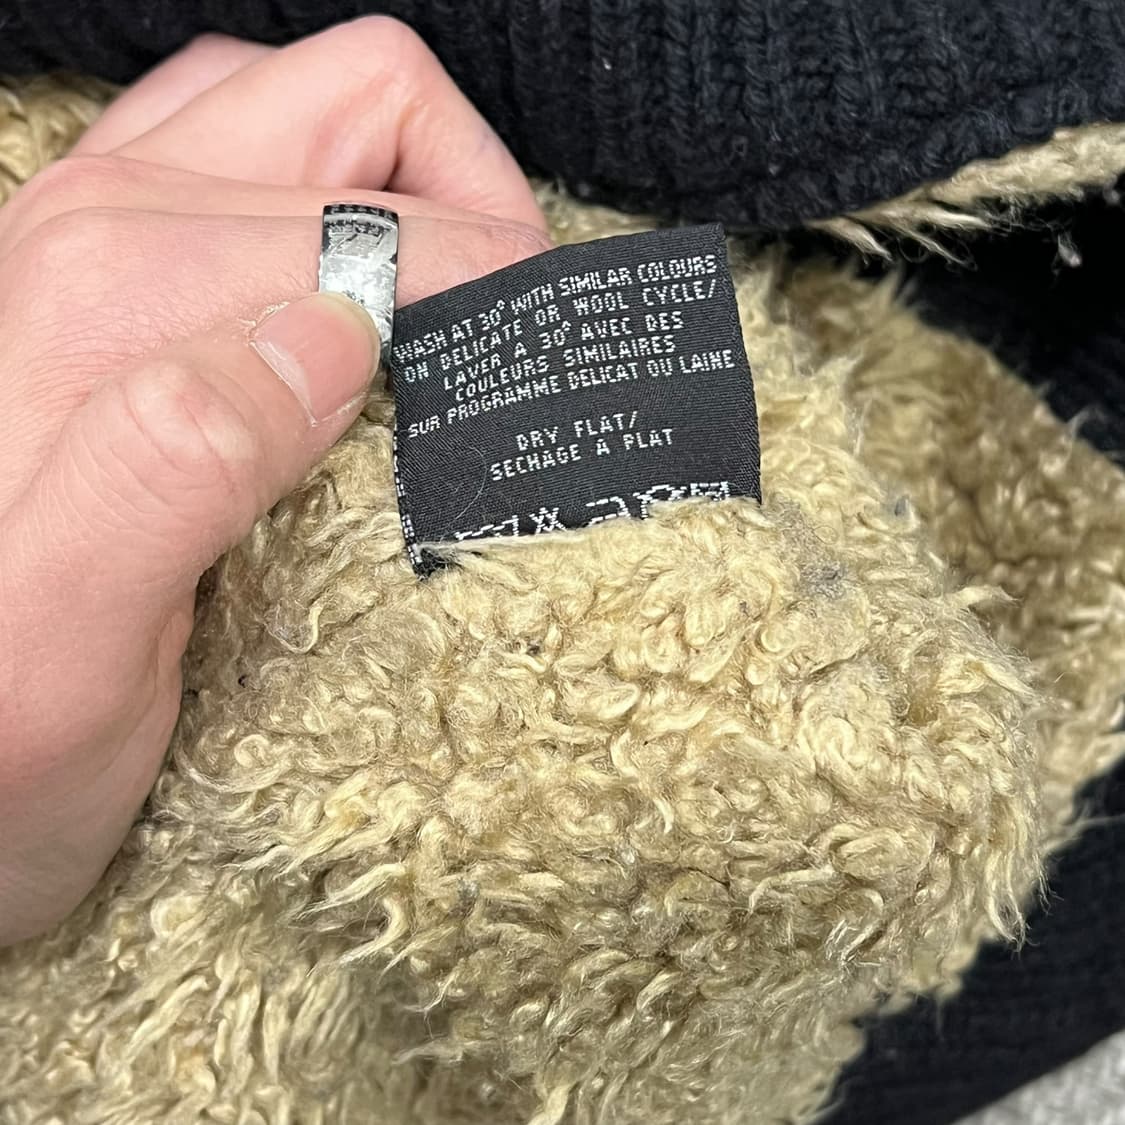 WASH AT 30° WITH SIMILAR COLOURS
ON DELICATE OR WOOL CYCLE/
LAVER A 30° AVEC DES
COULEURS SIMILAIRES
SUR PROGRAMME DELICAT OU LAINE
DRY FLAT/
SECHAGE A PLAT